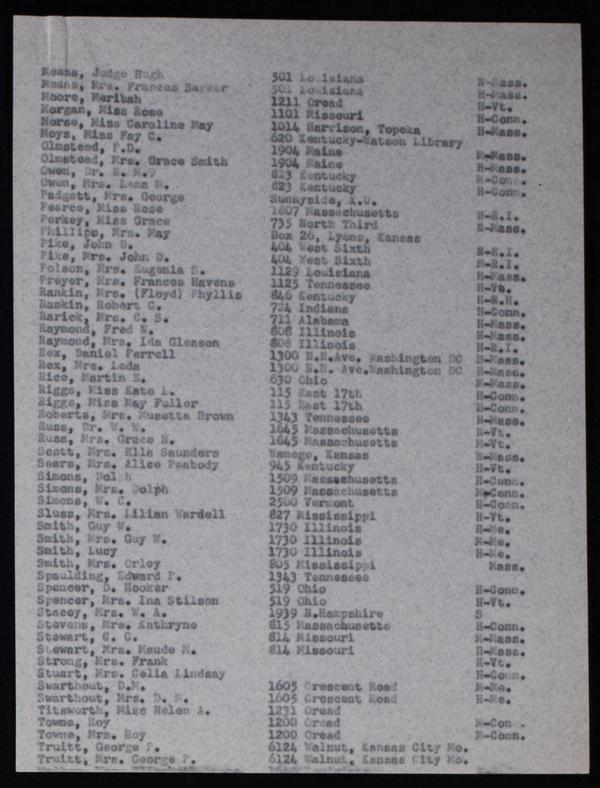 Means, Judge Hugh 501 Louisiana N-Mass.
Means, Mrs. Frances Barker 501 Louisiana H-Mass.
Moore, Meribah 1211 Oread H-Vt.
Morgan, Miss Rose 1101 Missouri H-Conn.
Morse, Miss Caroline May 1014 Harrison, Topeka H-Mass.
Noys, Miss Fay C. 620 Kentucky-Watson Library
Olmstead, P.D. 1904 Maine M-Mass.
Olmstead, Mrs. Grace Smith 1904 Maine H-Mass.
Owen, Dr. E. M.9 823 Kentucky M-Conn.
Owen, Mrs. Lena M. 823 Kentucky H-Conn.
Padgett, Mrs. George Sunnyside, K.U.
Pearce, Miss Rose 1807 Massachusetts H-R.I.
Perkey, Miss Grace 735 North Third H-Mass.
Phillips, Mrs. May Box 26, Lyons, Kansas
Pike, John D. 404 West Sixth H-R.I.
Pike, Mrs. John D. 404 West Sixth M-R.I.
Polson, Mrs. Eugenia S. 1129 Louisiana H-Mass.
Preyer, Mrs. Frances Havens 1125 Tennessee H-Vt.
Rankin, Mrs. (Floyd) Phyllis 846 Kentucky H-N.H.
Rankin, Robert C. 724 Indiana H-Conn.
Rarick, Mrs. C. S. 711 Alabama H-Mass.
Raymond, Fred N. 808 Illinois H-Mass.
Raymond, Mrs. Ida Gleason 808 Illinois H-R.I.
Rex, Daniel Ferrell 1300 N.H.Ave. Washington DC H-Mass.
Rex, Mrs. Leda 1300 N.H. Ave.Washington DC H-Mass.
Rice, Martin E. 630 Ohio M-Mass.
Riggs, Miss Kate L. 115 East 17th H-Conn.
Riggs, Miss May Fuller 115 East 17th H-Conn.
Roberts, Mrs. Musetta Brown 1343 Tennessee H-Mass.
Russ, Dr. W. W. 1645 Massachusetts M-Vt.
Russ, Mrs. Grace N. 1645 Massachusetts H-Vt.
Scott, Mrs. Ella Saunders Wamego, Kansas H-Mass.
Sears, Mrs. Alice Peabody 945 Kentucky H-Vt.
Simons, Dolph 1509 Massachusetts H-Conn.
Simons, Mrs. Dolph 1509 Massachusetts M-Conn.
Simons, W. C. 2500 Vermont H-Conn.
Sluss, Mrs. Lilian Wardell 827 Mississippi H-Vt.
Smith, Guy W. 1730 Illinois M-Me.
Smith, Mrs. Guy W. 1730 Illinois M-Me.
Smith, Lucy 1730 Illinois H-Me.
Smith, Mrs. Orley 805 Mississippi Mass.
Spaulding, Edward F. 1343 Tennessee
Spencer, D. Hooker 519 Ohio H-Conn.
Spencer, Mrs. Ina Stilson 519 Ohio H-Vt.
Stacey, Mrs. W. A. 1939 N.Hampshire S
Stevens, Mrs. Kathryne 815 Massachusetts H-Conn.
Stewart, C. C. 814 Missouri M-Mass.
Stewart, Mrs. Maude M. 814 Missouri H-Mass.
Strong, Mrs. Frank H-Vt.
Stuart, Mrs. Celia Lindsay H-Conn.
Swarthout, D.M. 1605 Crescent Road M-Me.
Swarthout, Mrs. D. M. 1605 Crescent Road H-Me.
Titsworth, Miss Helen A. 1231 Oread
Towne, Roy 1200 Oread M-Conn.
Towne, Mrs. Roy 1200 Oread M-Conn.
Truitt, George F. 6124 Walnut, Kansas City Mo.
Truitt, Mrs. George F. 6124 Walnut, Kansas City Mo.